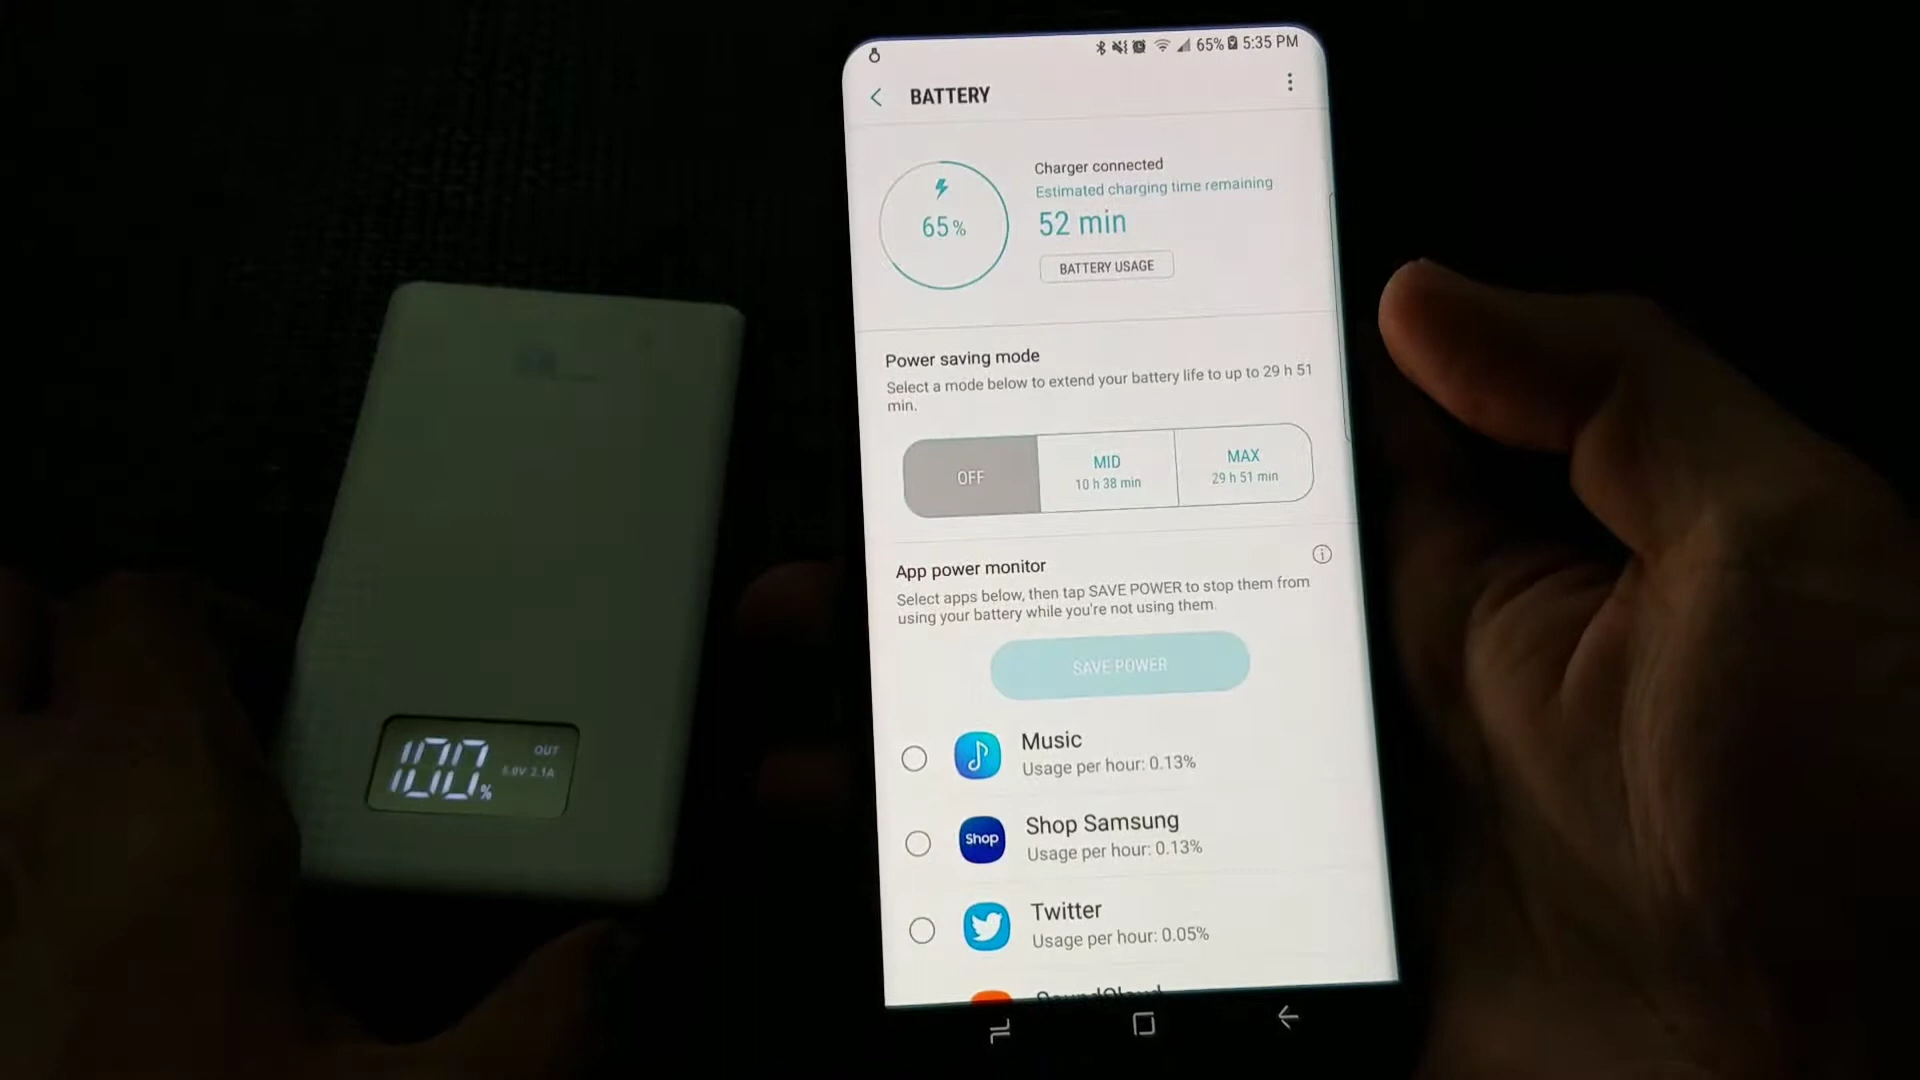 65% 5:35 PM
BATTERY
65%
Charger connected
Estimated charging time remaining
52 min
BATTERY USAGE
Power saving mode
Select a mode below to extend your battery life to up to 29 h 51
min.
OFF
MID
10 h 38 min
MAX
29 h 51 min
App power monitor
Select apps below, then tap SAVE POWER to stop them from
using your battery while you're not using them.
SAVE POWER
Music
Usage per hour: 0.13%
Shop
Shop Samsung
Usage per hour: 0.13%
Twitter
Usage per hour: 0.05%
SoundCloud
100%
OUT
5.0V 2.1A